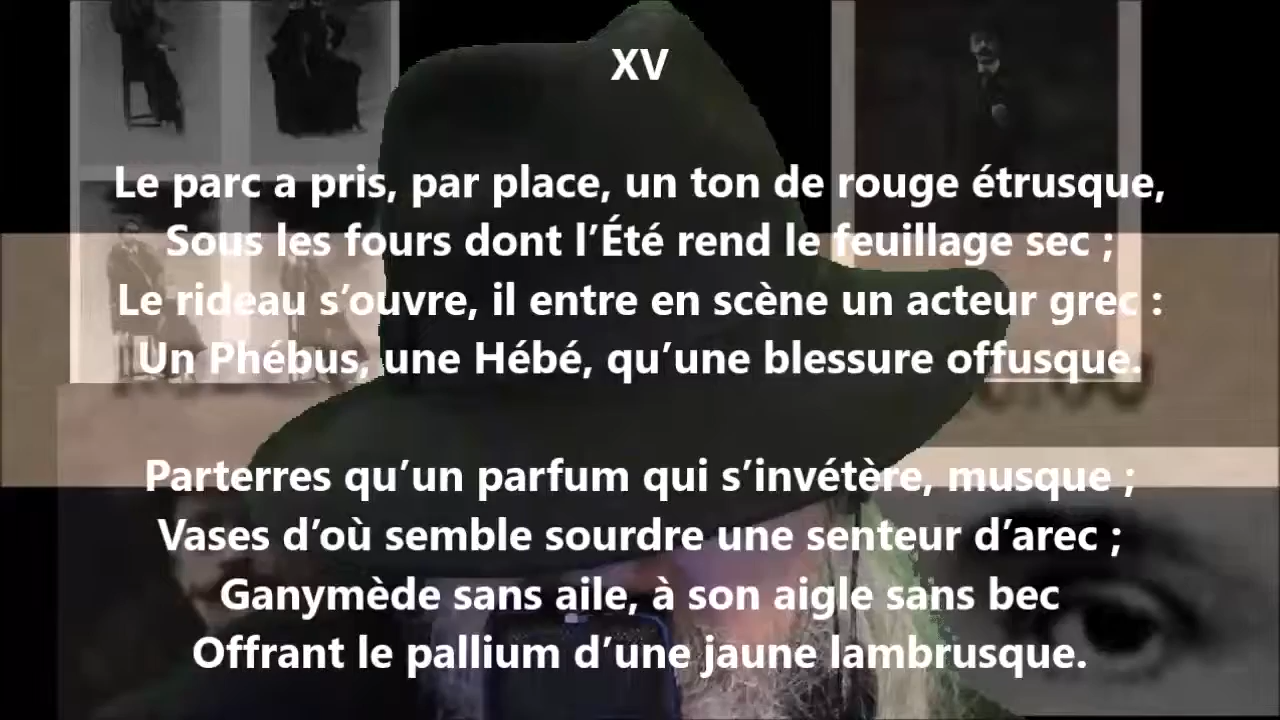 XV
Le parc a pris, par place, un ton de rouge étrusque,
Sous les fours dont l’Été rend le feuillage sec ;
Le rideau s’ouvre, il entre en scène un acteur grec :
Un Phébus, une Hébé, qu’une blessure offusque.
Parterres qu’un parfum qui s’invétère, musque ;
Vases d’où semble sourdre une senteur d’arec ;
Ganymède sans aile, à son aigle sans bec
Offrant le pallium d’une jaune lambrusque.